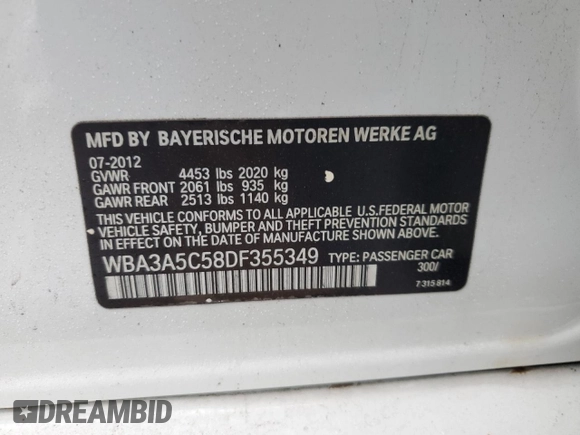 MFD BY BAYERISCHE MOTOREN WERKE AG
07-2012
GVWR 4453 lbs 2020 kg
GAWR FRONT 2061 lbs 935 kg
GAWR REAR 2513 lbs 1140 kg
THIS VEHICLE CONFORMS TO ALL APPLICABLE U.S.FEDERAL MOTOR
VEHICLE SAFETY, BUMPER, AND THEFT PREVENTION STANDARDS
IN EFFECT ON THE DATE OF MANUFACTURE SHOWN ABOVE.
WBA3A5C58DF355349 TYPE: PASSENGER CAR
300/
7 315 814
DREAMBID